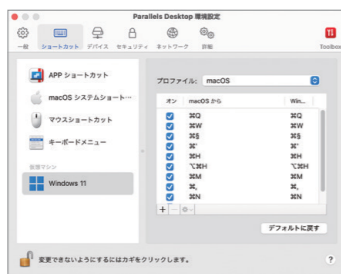 Parallels Desktop 環境設定
一般 ショートカット デバイス セキュリティ ネットワーク 詳細 Toolbox
APP ショートカット
macOS システムショート…
マウスショートカット
キーボードメニュー
仮想マシン
Windows 11
プロファイル: macOS
オン macOS から Win...
⌘Q ⌘Q
⌘W ⌘W
⌘§ ⌘§
⌘` ⌘`
⌘H ⌘H
⌥⌘H ⌥⌘H
⌘M ⌘M
⌘, ⌘,
⌘N ⌘N
デフォルトに戻す
変更できないようにするにはカギをクリックします。 ?